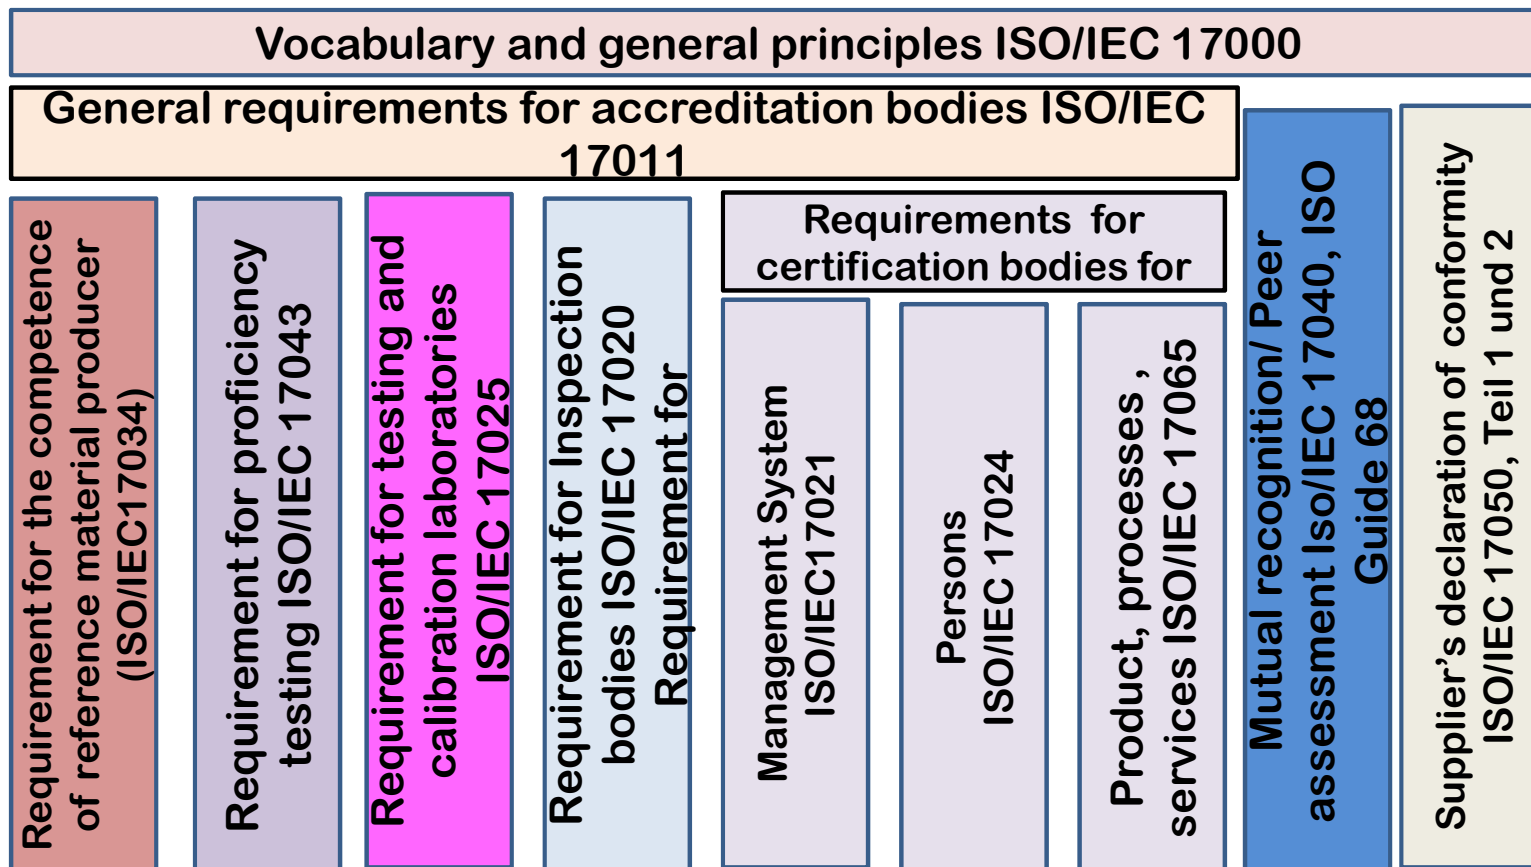 Vocabulary and general principles ISO/IEC 17000
General requirements for accreditation bodies ISO/IEC
17011
Requirement for the competence
of reference material producer
(ISO/IEC17034)
Requirement for proficiency
testing ISO/IEC 17043
Requirement for testing and
calibration laboratories
ISO/IEC 17025
Requirement for Inspection
bodies ISO/IEC 17020
Requirement for
Requirements for
certification bodies for
Management System
ISO/IEC17021
Persons
ISO/IEC 17024
Product, processes ,
services ISO/IEC 17065
Mutual recognition/ Peer
assessment Iso/IEC 17040, ISO
Guide 68
Supplier’s declaration of conformity
ISO/IEC 17050, Teil 1 und 2